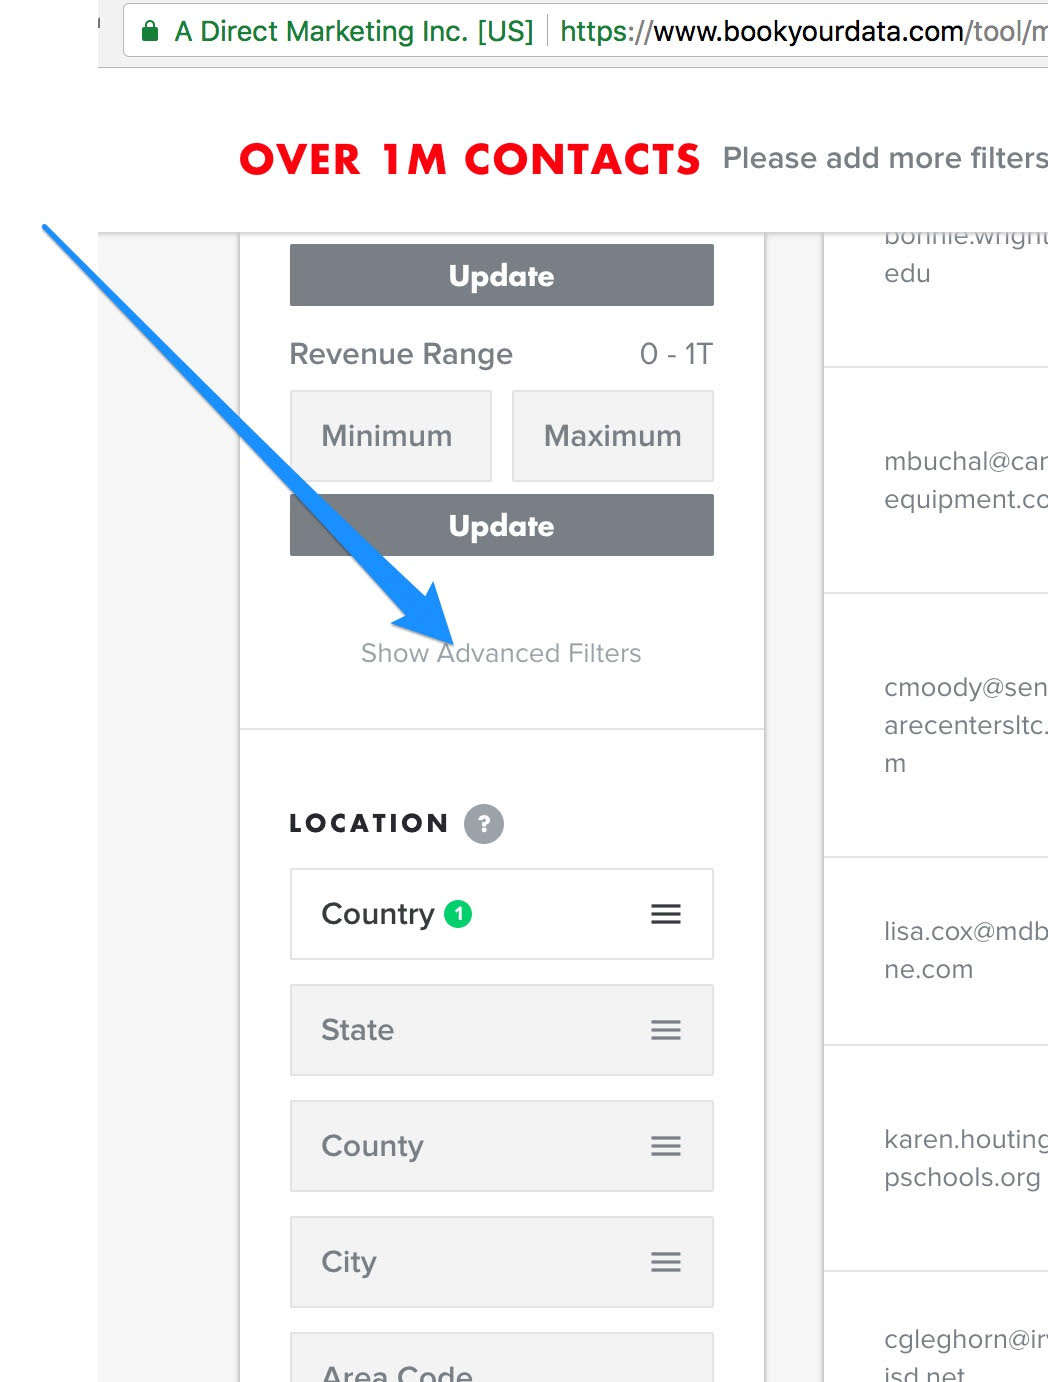 A Direct Marketing Inc. [US] https://www.bookyourdata.com/tool/m
OVER 1M CONTACTS Please add more filters
Update
Revenue Range 0 - 1T
Minimum Maximum
Update
Show Advanced Filters
LOCATION ?
Country 1
State
County
City
Area Code
bonnie.wright
edu
mbuchal@car
equipment.co
cmoody@sen
arecentersltc.
m
lisa.cox@mdb
ne.com
karen.houting
pschools.org
cgleghorn@irv
isd.net